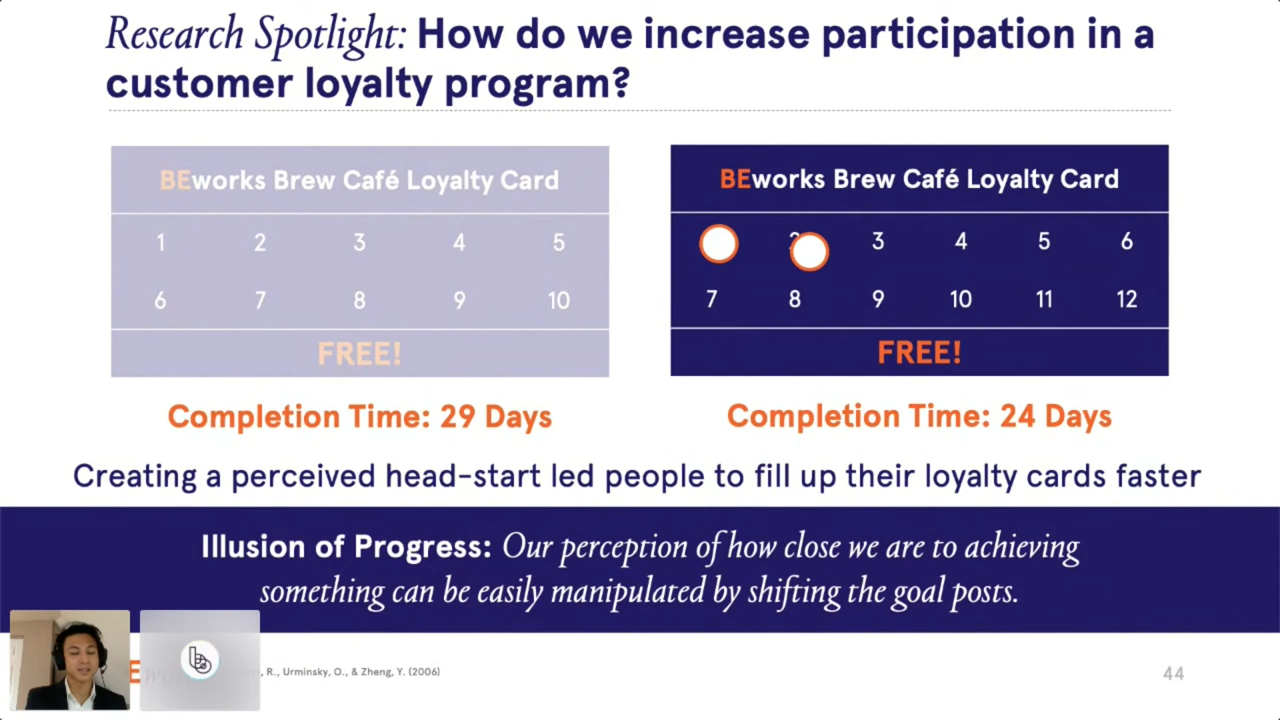 Research Spotlight: How do we increase participation in a
customer loyalty program?
BEworks Brew Café Loyalty Card
1 2 3 4 5
6 7 8 9 10
FREE!
Completion Time: 29 Days
BEworks Brew Café Loyalty Card
3 4 5 6
7 8 9 10 11 12
FREE!
Completion Time: 24 Days
Creating a perceived head-start led people to fill up their loyalty cards faster
Illusion of Progress: Our perception of how close we are to achieving
something can be easily manipulated by shifting the goal posts.
, R., Urminsky, O., & Zheng, Y. (2006)
44